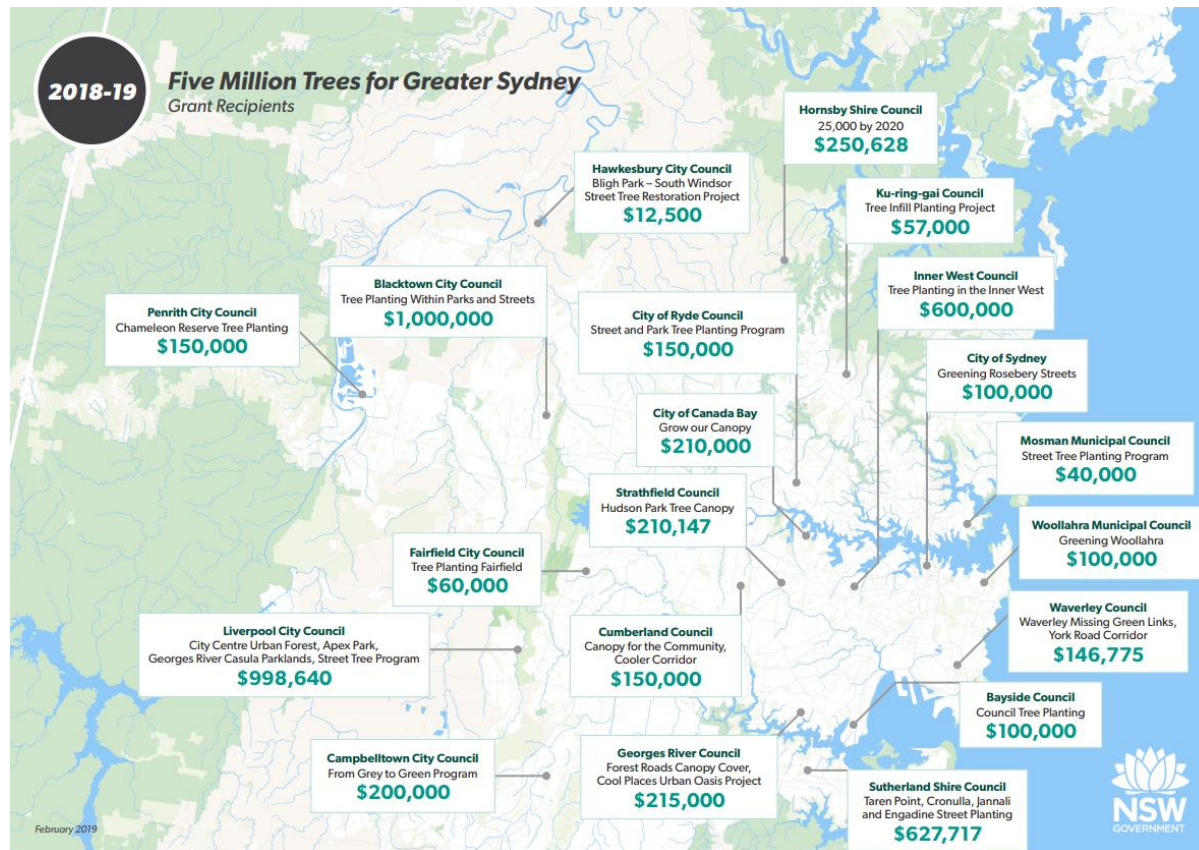 2018-19
Five Million Trees for Greater Sydney
Grant Recipients
Hornsby Shire Council
25,000 by 2020
$250,628
Hawkesbury City Council
Bligh Park – South Windsor
Street Tree Restoration Project
$12,500
Ku-ring-gai Council
Tree Infill Planting Project
$57,000
Blacktown City Council
Tree Planting Within Parks and Streets
$1,000,000
Inner West Council
Tree Planting in the Inner West
$600,000
Penrith City Council
Chameleon Reserve Tree Planting
$150,000
City of Ryde Council
Street and Park Tree Planting Program
$150,000
City of Sydney
Greening Rosebery Streets
$100,000
City of Canada Bay
Grow our Canopy
$210,000
Mosman Municipal Council
Street Tree Planting Program
$40,000
Strathfield Council
Hudson Park Tree Canopy
$210,147
Woollahra Municipal Council
Greening Woollahra
$100,000
Fairfield City Council
Tree Planting Fairfield
$60,000
Waverley Council
Waverley Missing Green Links,
York Road Corridor
$146,775
Liverpool City Council
City Centre Urban Forest, Apex Park,
Georges River Casula Parklands, Street Tree Program
$998,640
Cumberland Council
Canopy for the Community,
Cooler Corridor
$150,000
Bayside Council
Council Tree Planting
$100,000
Campbelltown City Council
From Grey to Green Program
$200,000
Georges River Council
Forest Roads Canopy Cover,
Cool Places Urban Oasis Project
$215,000
Sutherland Shire Council
Taren Point, Cronulla, Jannali
and Engadine Street Planting
$627,717
February 2019
NSW
GOVERNMENT